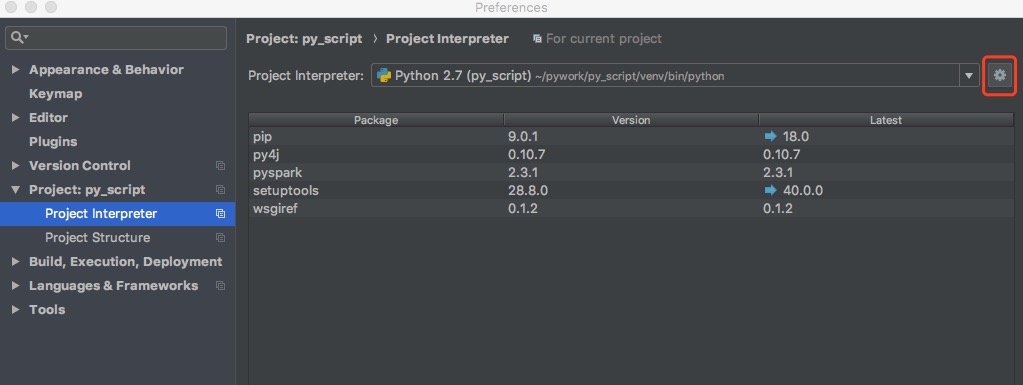 Preferences
Project: py_script › Project Interpreter For current project
Appearance & Behavior
Keymap
Editor
Plugins
Version Control
Project: py_script
Project Interpreter
Project Structure
Build, Execution, Deployment
Languages & Frameworks
Tools
Project Interpreter: Python 2.7 (py_script) ~/pywork/py_script/venv/bin/python
Package Version Latest
pip 9.0.1 18.0
py4j 0.10.7 0.10.7
pyspark 2.3.1 2.3.1
setuptools 28.8.0 40.0.0
wsgiref 0.1.2 0.1.2